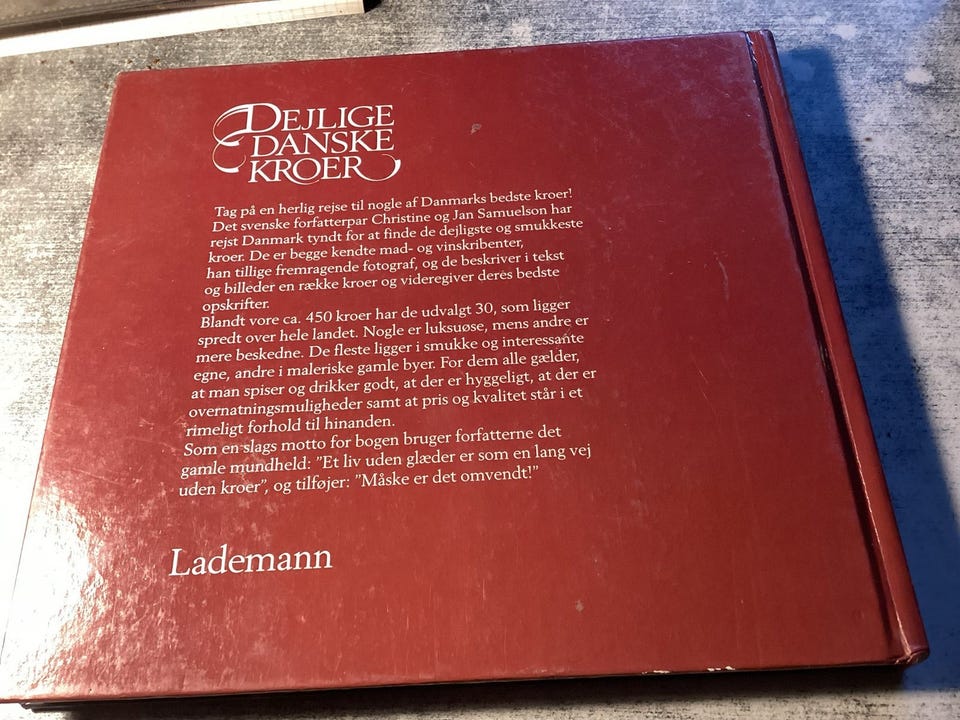 DEJLIGE
DANSKE
KROER
Tag på en herlig rejse til nogle af Danmarks bedste kroer!
Det svenske forfatterpar Christine og Jan Samuelson har
rejst Danmark tyndt for at finde de dejligste og smukkeste
kroer. De er begge kendte mad- og vinskribenter,
han tillige fremragende fotograf, og de beskriver i tekst
og billeder en række kroer og videregiver deres bedste
opskrifter.
Blandt vore ca. 450 kroer har de udvalgt 30, som ligger
spredt over hele landet. Nogle er luksuøse, mens andre er
mere beskedne. De fleste ligger i smukke og interessante
egne, andre i maleriske gamle byer. For dem alle gælder,
at man spiser og drikker godt, at der er hyggeligt, at der er
overnatningsmuligheder samt at pris og kvalitet står i et
rimeligt forhold til hinanden.
Som en slags motto for bogen bruger forfatterne det
gamle mundheld: ”Et liv uden glæder er som en lang vej
uden kroer”, og tilføjer: ”Måske er det omvendt!”
Lademann